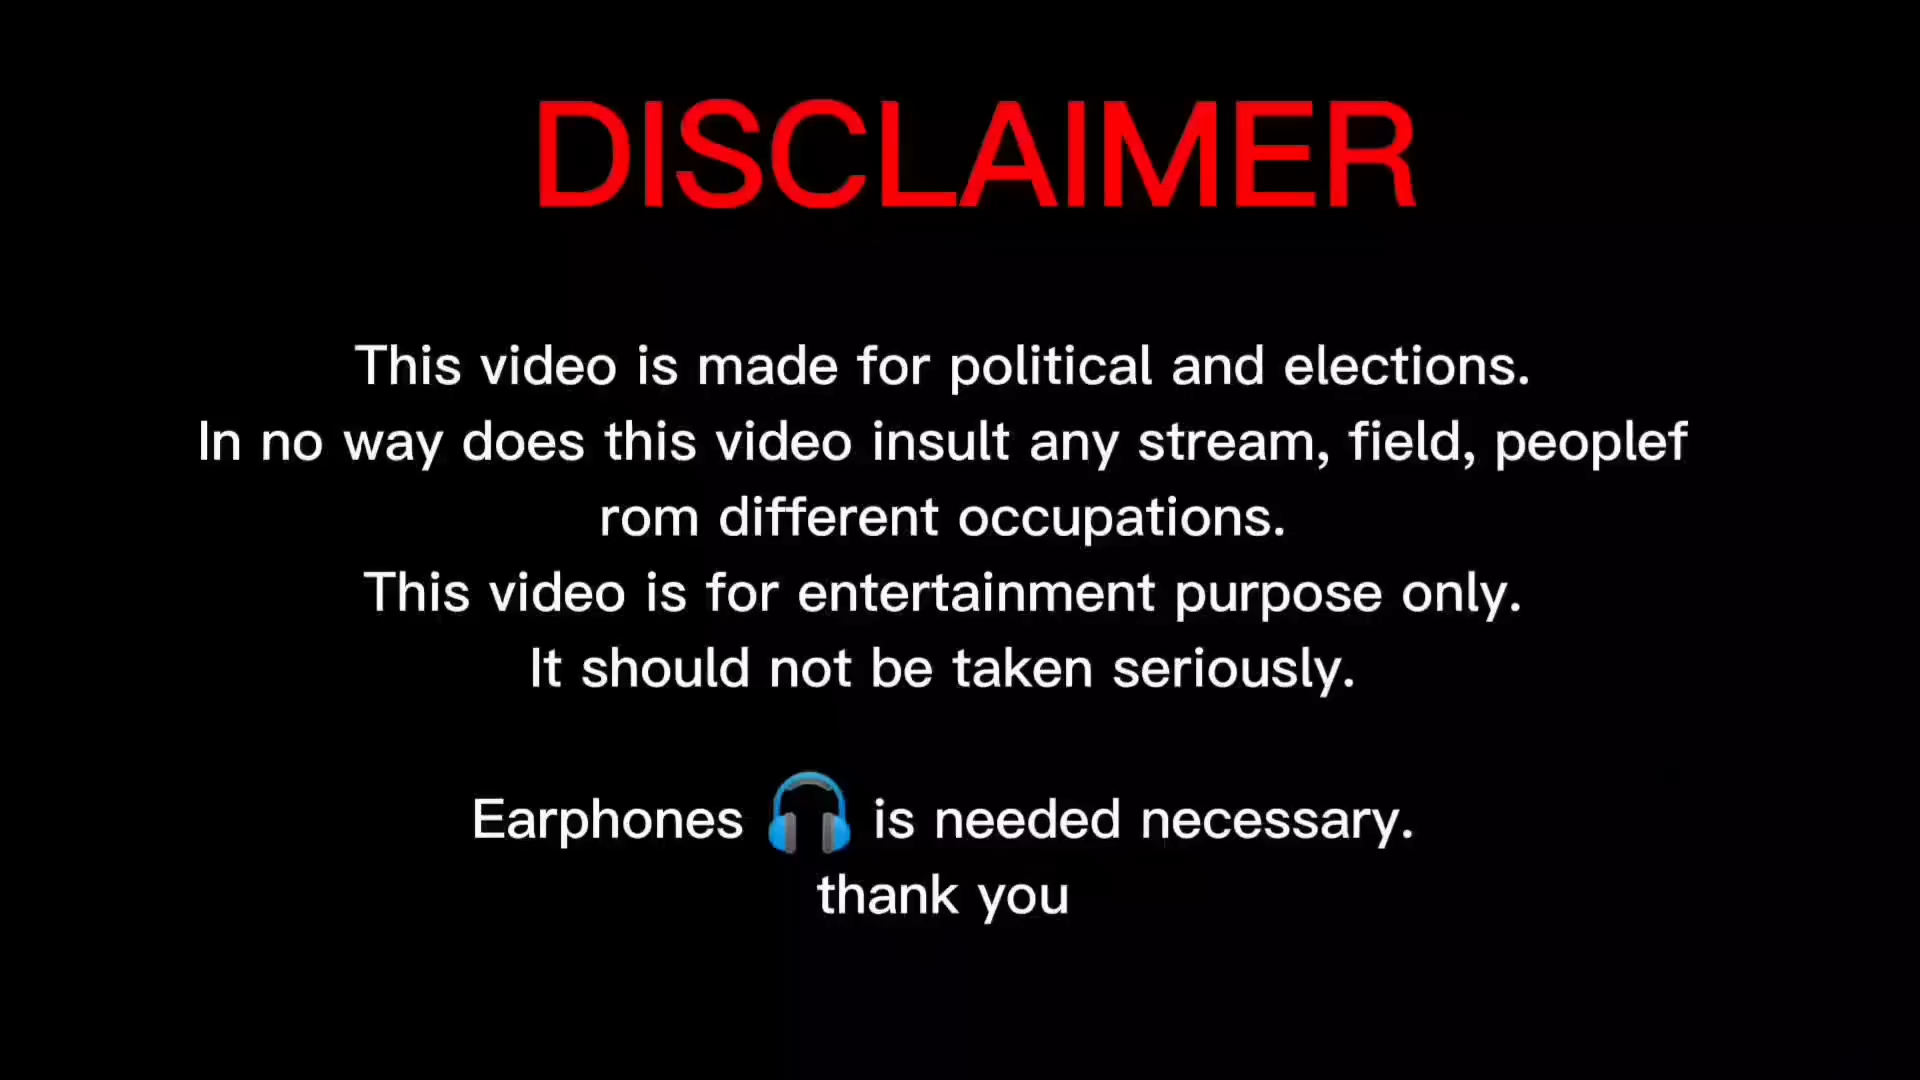 DISCLAIMER
This video is made for political and elections.
In no way does this video insult any stream, field, peoplef
rom different occupations.
This video is for entertainment purpose only.
It should not be taken seriously.
Earphones 🎧 is needed necessary.
thank you